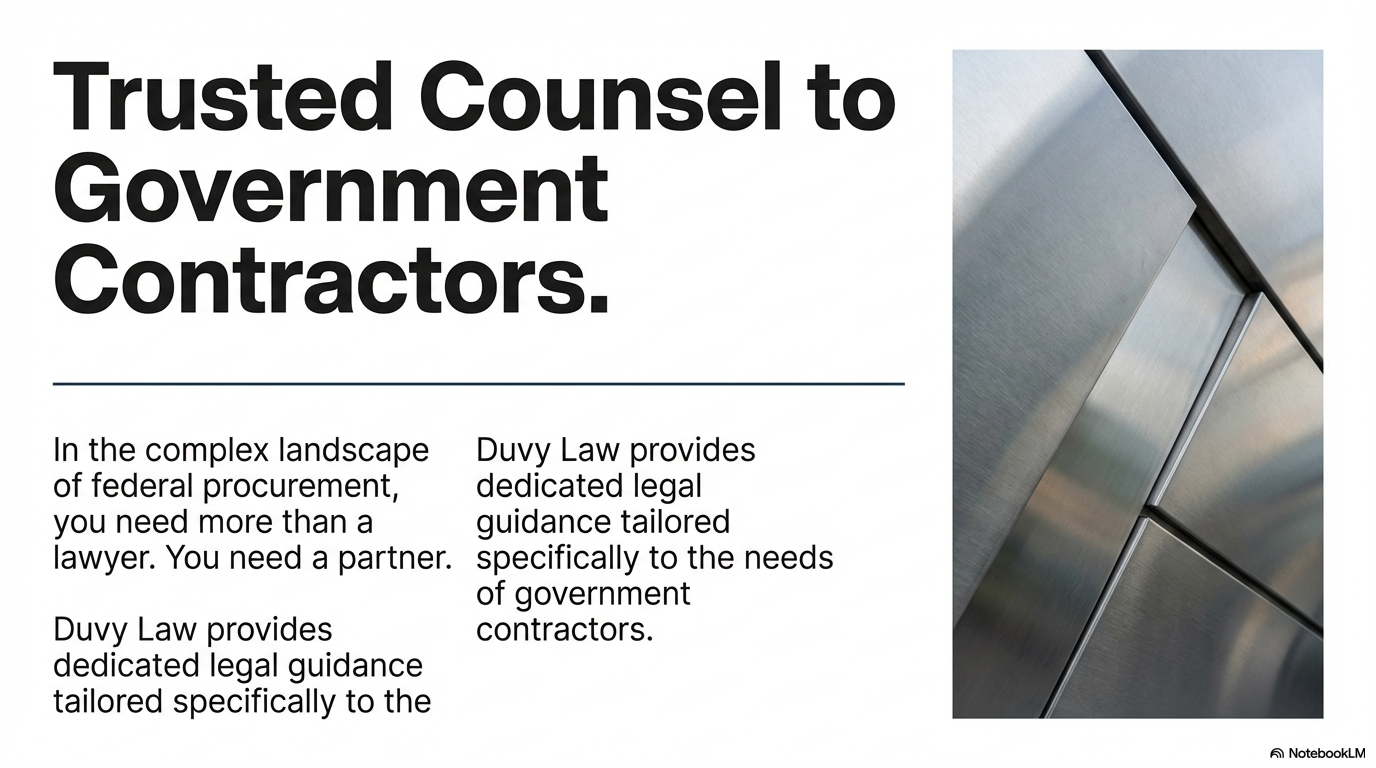 Trusted Counsel to
Government
Contractors.
In the complex landscape
of federal procurement,
you need more than a
lawyer. You need a partner.
Duvy Law provides
dedicated legal guidance
tailored specifically to the
Duvy Law provides
dedicated legal
guidance tailored
specifically to the needs
of government
contractors.
NotebookLM